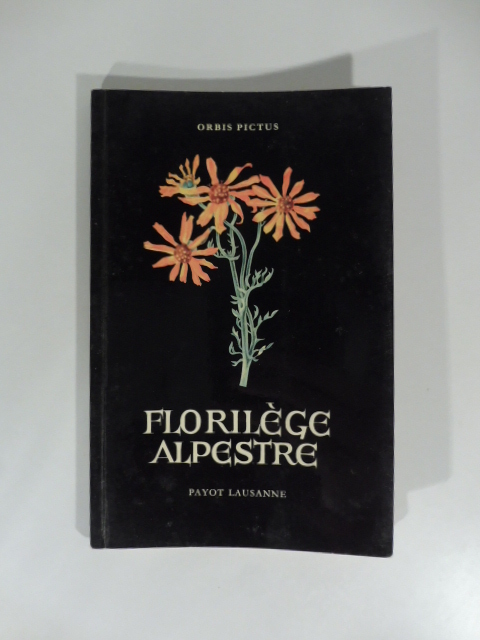 ORBIS PICTUS
FLORILÈGE
ALPESTRE
PAYOT LAUSANNE